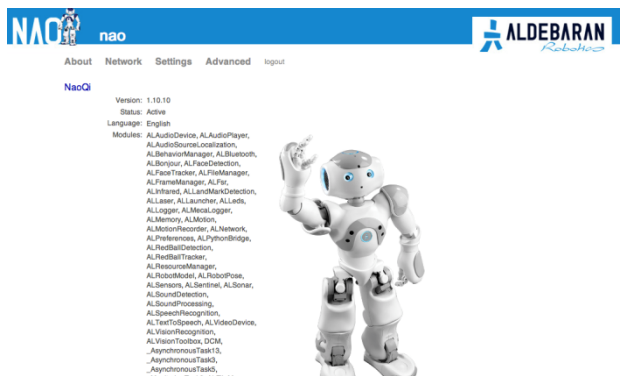 NAO
nao
ALDEBARAN
Robotics
About Network Settings Advanced logout
NaoQi
Version: 1.10.10
Status: Active
Language: English
Modules: ALAudioDevice, ALAudioPlayer,
ALAudioSourceLocalization,
ALBehaviorManager, ALBluetooth,
ALBonjour, ALFaceDetection,
ALFaceTracker, ALFileManager,
ALFrameManager, ALFsr,
ALInfrared, ALLandMarkDetection,
ALLaser, ALLauncher, ALLeds,
ALLogger, ALMecaLogger,
ALMemory, ALMotion,
ALMotionRecorder, ALNetwork,
ALPreferences, ALPythonBridge,
ALRedBallDetection,
ALRedBallTracker,
ALResourceManager,
ALRobotModel, ALRobotPose,
ALSensors, ALSentinel, ALSonar,
ALSoundDetection,
ALSoundProcessing,
ALSpeechRecognition,
ALTextToSpeech, ALVideoDevice,
ALVisionRecognition,
ALVisionToolbox, DCM,
_AsynchronousTask13,
_AsynchronousTask3,
_AsynchronousTask5,